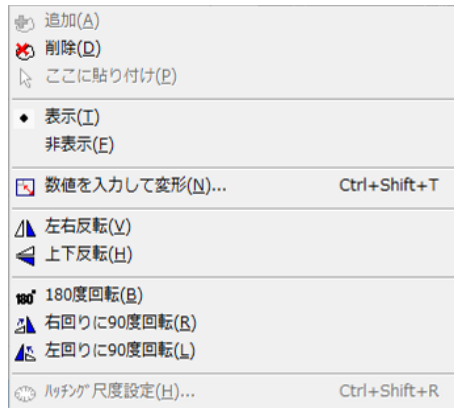 追加(A)
削除(D)
ここに貼り付け(P)
表示(T)
非表示(F)
数値を入力して変形(N)... Ctrl+Shift+T
左右反転(V)
上下反転(H)
180° 180度回転(B)
右回りに90度回転(R)
左回りに90度回転(L)
ﾊｯﾁﾝｸﾞ尺度設定(H)... Ctrl+Shift+R